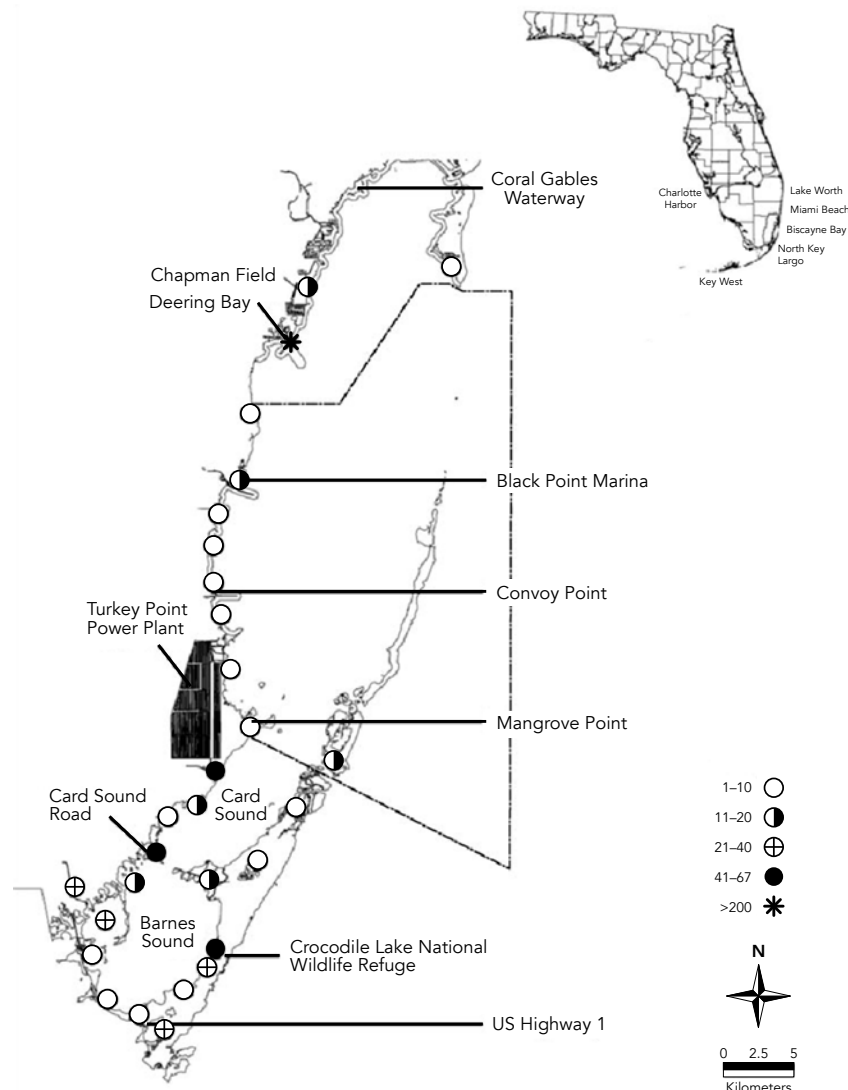 Charlotte
Harbor
Lake Worth
Miami Beach
Biscayne Bay
North Key
Largo
Key West
Coral Gables
Waterway
Chapman Field
Deering Bay
Black Point Marina
Convoy Point
Turkey Point
Power Plant
Mangrove Point
Card Sound
Road
Card
Sound
Barnes
Sound
Crocodile Lake National
Wildlife Refuge
US Highway 1
1–10
11–20
21–40
41–67
>200
N
0 2.5 5
Kilometers